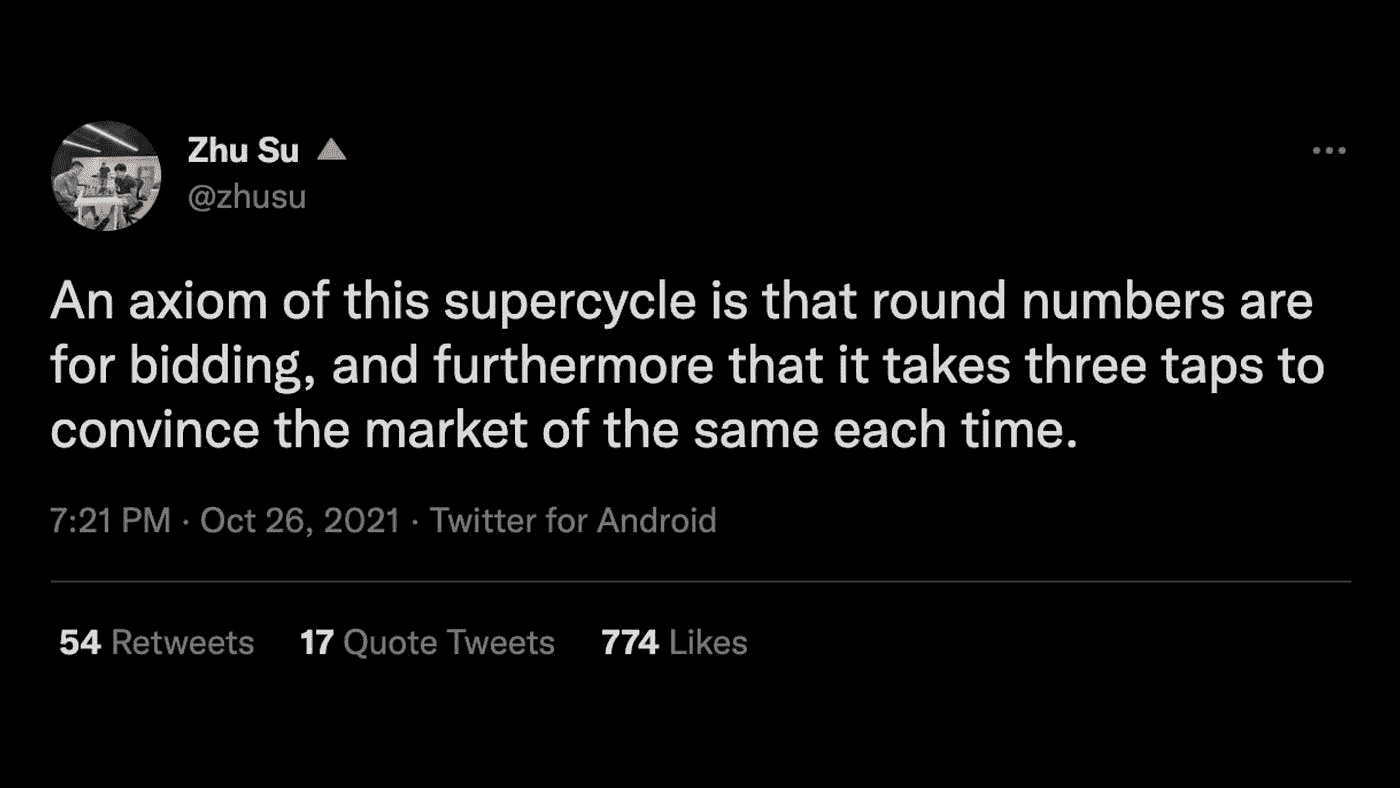 Zhu Su
@zhusu
An axiom of this supercycle is that round numbers are
for bidding, and furthermore that it takes three taps to
convince the market of the same each time.
7:21 PM · Oct 26, 2021 · Twitter for Android
54 Retweets 17 Quote Tweets 774 Likes